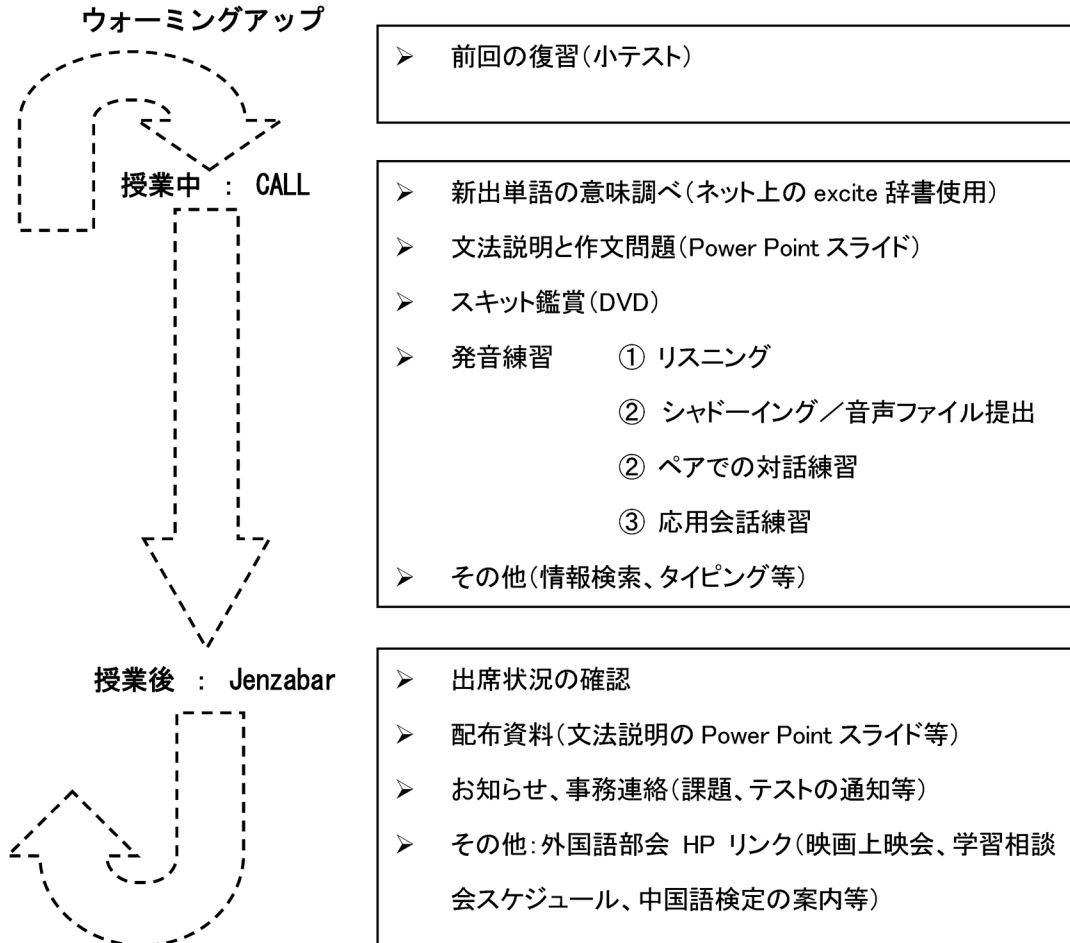 ウォーミングアップ
➢ 前回の復習(小テスト)
授業中 : CALL
➢ 新出単語の意味調べ(ネット上の excite 辞書使用)
➢ 文法説明と作文問題(Power Point スライド)
➢ スキット鑑賞(DVD)
➢ 発音練習 ① リスニング
② シャドーイング/音声ファイル提出
② ペアでの対話練習
③ 応用会話練習
➢ その他(情報検索、タイピング等)
授業後 : Jenzabar
➢ 出席状況の確認
➢ 配布資料(文法説明の Power Point スライド等)
➢ お知らせ、事務連絡(課題、テストの通知等)
➢ その他:外国語部会 HP リンク(映画上映会、学習相談
会スケジュール、中国語検定の案内等)